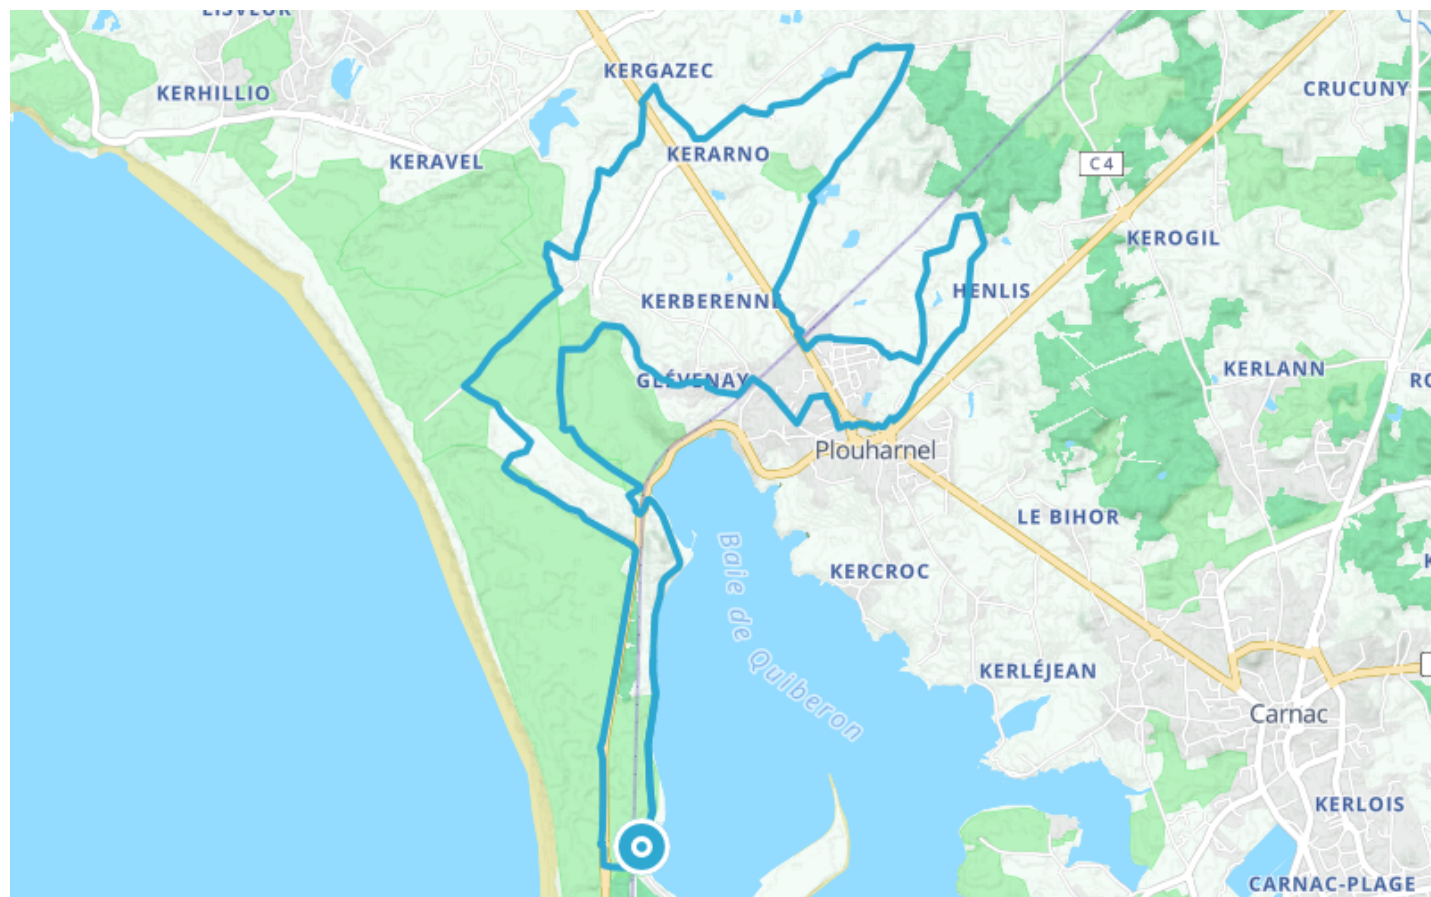 KERGAZEC
KERHILLIO
CRUCUNY
KERAVEL
KERARNO
C 4
KEROGIL
KERBERENNE
HENLIS
GLÉVENAY
KERLANN
Plouharnel
LE BIHOR
KERCROC
Baie de Quiberon
KERLÉJEAN
Carnac
KERLOIS
CARNAC-PLAGE